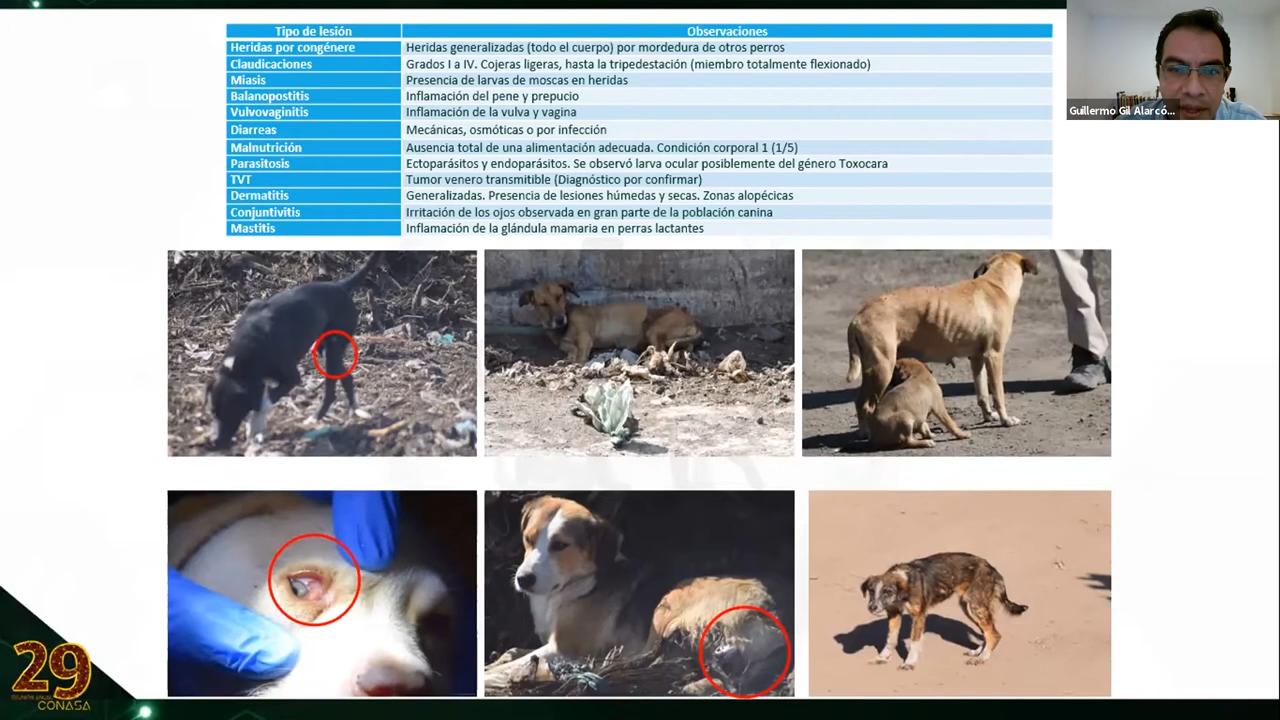 Tipo de lesión Observaciones
Heridas por congénere Heridas generalizadas (todo el cuerpo) por mordedura de otros perros
Claudicaciones Grados I a IV. Cojeras ligeras, hasta la tripedestación (miembro totalmente flexionado)
Miasis Presencia de larvas de moscas en heridas
Balanopostitis Inflamación del pene y prepucio
Vulvovaginitis Inflamación de la vulva y vagina
Diarreas Mecánicas, osmóticas o por infección
Malnutrición Ausencia total de una alimentación adecuada. Condición corporal 1 (1/5)
Parasitosis Ectoparásitos y endoparásitos. Se observó larva ocular posiblemente del género Toxocara
TVT Tumor venero transmitible (Diagnóstico por confirmar)
Dermatitis Generalizadas. Presencia de lesiones húmedas y secas. Zonas alopécicas
Conjuntivitis Irritación de los ojos observada en gran parte de la población canina
Mastitis Inflamación de la glándula mamaria en perras lactantes
Guillermo Gil Alarcó...
29
REUNIÓN ANUAL
CONASA